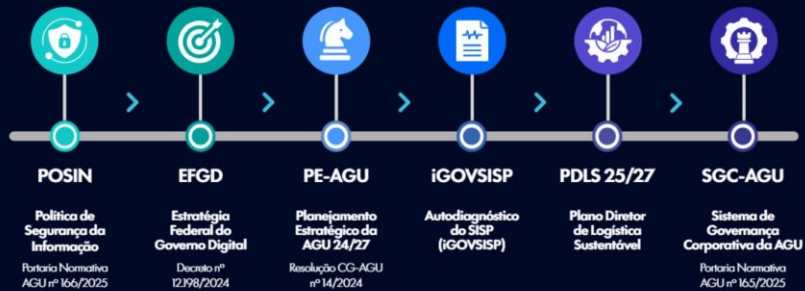 POSIN
Política de
Segurança da
Informação
Portaria Normativa
AGU nº 166/2025
EFGD
Estratégia
Federal do
Governo Digital
Decreto nº
12.198/2024
PE-AGU
Planejamento
Estratégico da
AGU 24/27
Resolução CG-AGU
nº 14/2024
iGOVSISP
Autodiagnóstico
do SISP
(iGOVSISP)
PDLS 25/27
Plano Diretor
de Logística
Sustentável
SGC-AGU
Sistema de
Governança
Corporativa da AGU
Portaria Normativa
AGU nº 165/2025